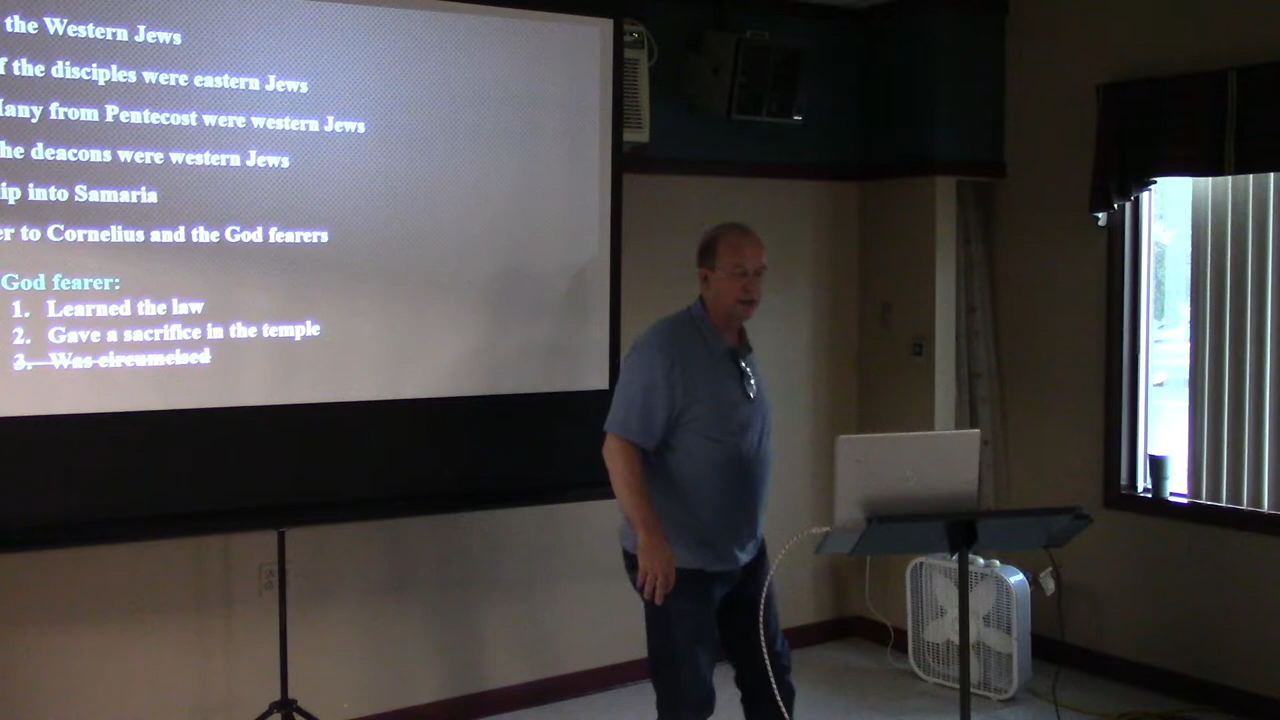 the Western Jews
f the disciples were eastern Jews
Many from Pentecost were western Jews
he deacons were western Jews
ip into Samaria
er to Cornelius and the God fearers
God fearer:
1. Learned the law
2. Gave a sacrifice in the temple
3. Was circumcised